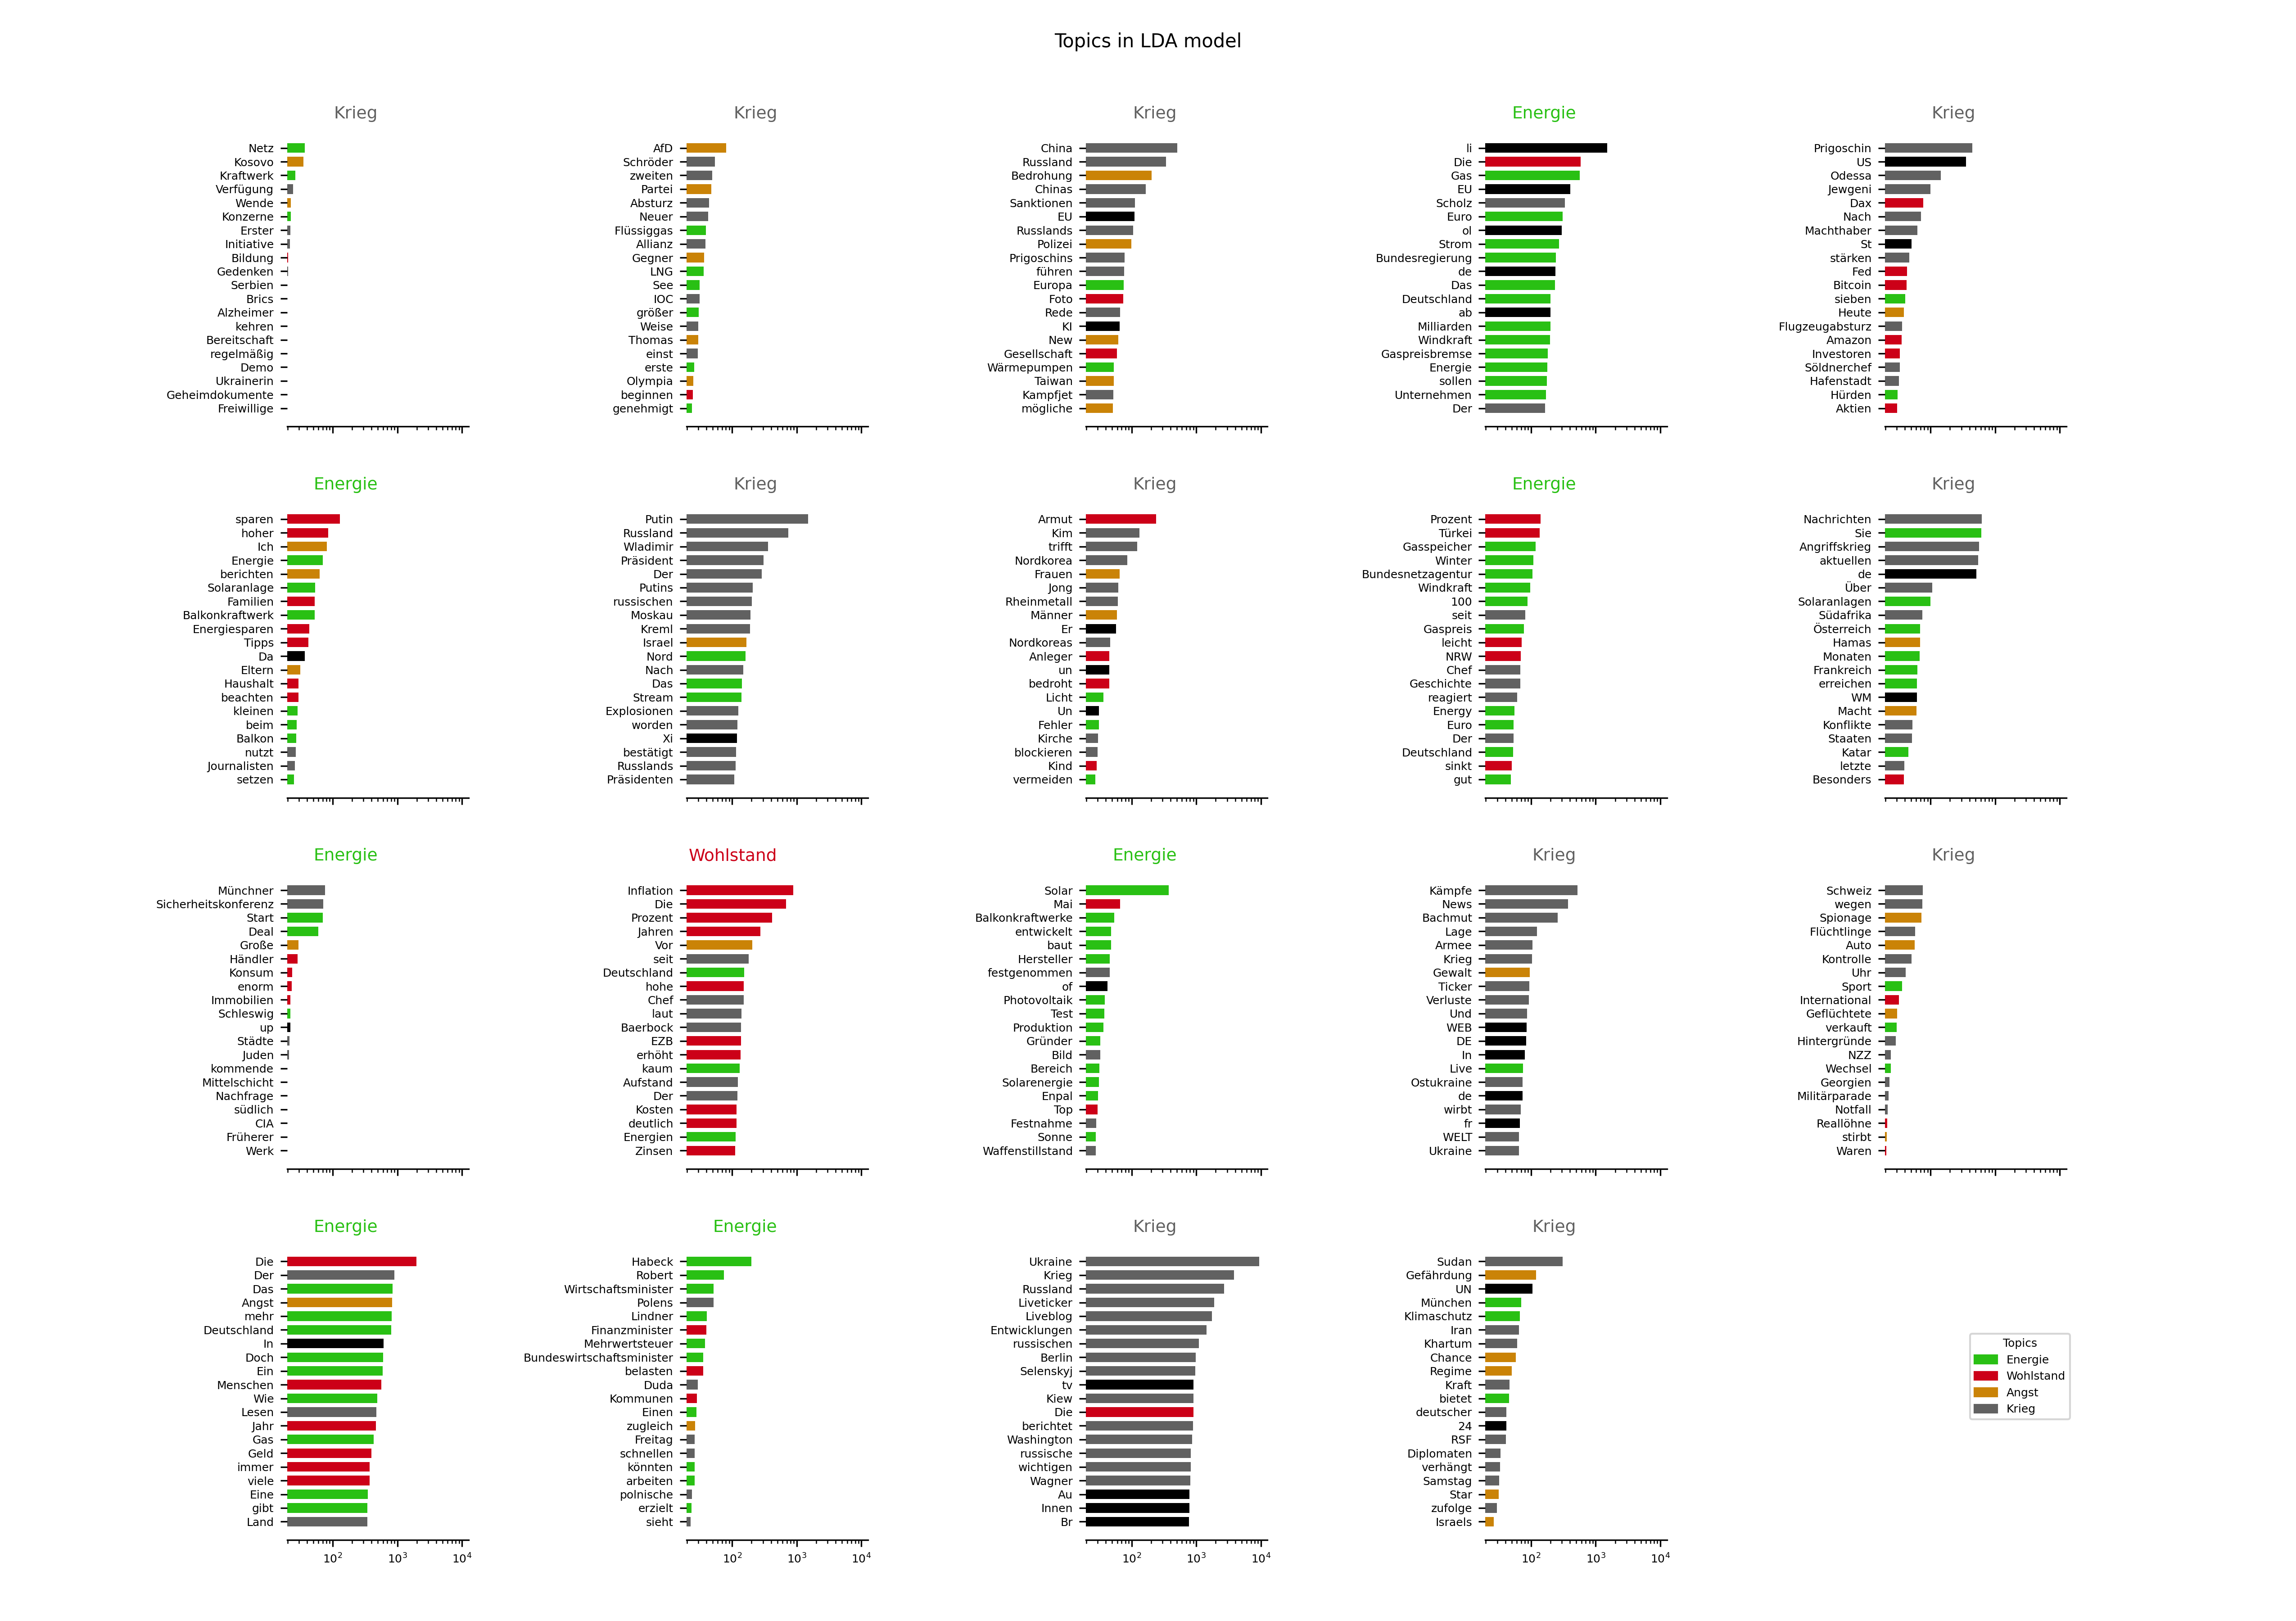 Topics in LDA model
Krieg
Netz
Kosovo
Kraftwerk
Verfügung
Wende
Konzerne
Erster
Initiative
Bildung
Gedenken
Serbien
Brics
Alzheimer
kehren
Bereitschaft
regelmäßig
Demo
Ukrainerin
Geheimdokumente
Freiwillige
Krieg
AfD
Schröder
zweiten
Partei
Absturz
Neuer
Flüssiggas
Allianz
Gegner
LNG
See
IOC
größer
Weise
Thomas
einst
erste
Olympia
beginnen
genehmigt
Krieg
China
Russland
Bedrohung
Chinas
Sanktionen
EU
Russlands
Polizei
Prigoschins
führen
Europa
Foto
Rede
KI
New
Gesellschaft
Wärmepumpen
Taiwan
Kampfjet
mögliche
Energie
li
Die
Gas
EU
Scholz
Euro
ol
Strom
Bundesregierung
de
Das
Deutschland
ab
Milliarden
Windkraft
Gaspreisbremse
Energie
sollen
Unternehmen
Der
Krieg
Prigoschin
US
Odessa
Jewgeni
Dax
Nach
Machthaber
St
stärken
Fed
Bitcoin
sieben
Heute
Flugzeugabsturz
Amazon
Investoren
Söldnerchef
Hafenstadt
Hürden
Aktien
Energie
sparen
hoher
Ich
Energie
berichten
Solaranlage
Familien
Balkonkraftwerk
Energiesparen
Tipps
Da
Eltern
Haushalt
beachten
kleinen
beim
Balkon
nutzt
Journalisten
setzen
Krieg
Putin
Russland
Wladimir
Präsident
Der
Putins
russischen
Moskau
Kreml
Israel
Nord
Nach
Das
Stream
Explosionen
worden
Xi
bestätigt
Russlands
Präsidenten
Krieg
Armut
Kim
trifft
Nordkorea
Frauen
Jong
Rheinmetall
Männer
Er
Nordkoreas
Anleger
un
bedroht
Licht
Un
Fehler
Kirche
blockieren
Kind
vermeiden
Energie
Prozent
Türkei
Gasspeicher
Winter
Bundesnetzagentur
Windkraft
100
seit
Gaspreis
leicht
NRW
Chef
Geschichte
reagiert
Energy
Euro
Der
Deutschland
sinkt
gut
Krieg
Nachrichten
Sie
Angriffskrieg
aktuellen
de
Über
Solaranlagen
Südafrika
Österreich
Hamas
Monaten
Frankreich
erreichen
WM
Macht
Konflikte
Staaten
Katar
letzte
Besonders
Energie
Münchner
Sicherheitskonferenz
Start
Deal
Große
Händler
Konsum
enorm
Immobilien
Schleswig
up
Städte
Juden
kommende
Mittelschicht
Nachfrage
südlich
CIA
Früherer
Werk
Wohlstand
Inflation
Die
Prozent
Jahren
Vor
seit
Deutschland
hohe
Chef
laut
Baerbock
EZB
erhöht
kaum
Aufstand
Der
Kosten
deutlich
Energien
Zinsen
Energie
Solar
Mai
Balkonkraftwerke
entwickelt
baut
Hersteller
festgenommen
of
Photovoltaik
Test
Produktion
Gründer
Bild
Bereich
Solarenergie
Enpal
Top
Festnahme
Sonne
Waffenstillstand
Krieg
Kämpfe
News
Bachmut
Lage
Armee
Krieg
Gewalt
Ticker
Verluste
Und
WEB
DE
In
Live
Ostukraine
de
wirbt
fr
WELT
Ukraine
Krieg
Schweiz
wegen
Spionage
Flüchtlinge
Auto
Kontrolle
Uhr
Sport
International
Geflüchtete
verkauft
Hintergründe
NZZ
Wechsel
Georgien
Militärparade
Notfall
Reallöhne
stirbt
Waren
Energie
Die
Der
Das
Angst
mehr
Deutschland
In
Doch
Ein
Menschen
Wie
Lesen
Jahr
Gas
Geld
immer
viele
Eine
gibt
Land
10² 10³ 10⁴
Energie
Habeck
Robert
Wirtschaftsminister
Polens
Lindner
Finanzminister
Mehrwertsteuer
Bundeswirtschaftsminister
belasten
Duda
Kommunen
Einen
zugleich
Freitag
schnellen
könnten
arbeiten
polnische
erzielt
sieht
10² 10³ 10⁴
Krieg
Ukraine
Krieg
Russland
Liveticker
Liveblog
Entwicklungen
russischen
Berlin
Selenskyj
tv
Kiew
Die
berichtet
Washington
russische
wichtigen
Wagner
Au
Innen
Br
10² 10³ 10⁴
Krieg
Sudan
Gefährdung
UN
München
Klimaschutz
Iran
Khartum
Chance
Regime
Kraft
bietet
deutscher
24
RSF
Diplomaten
verhängt
Samstag
Star
zufolge
Israels
10² 10³ 10⁴
Topics
Energie
Wohlstand
Angst
Krieg